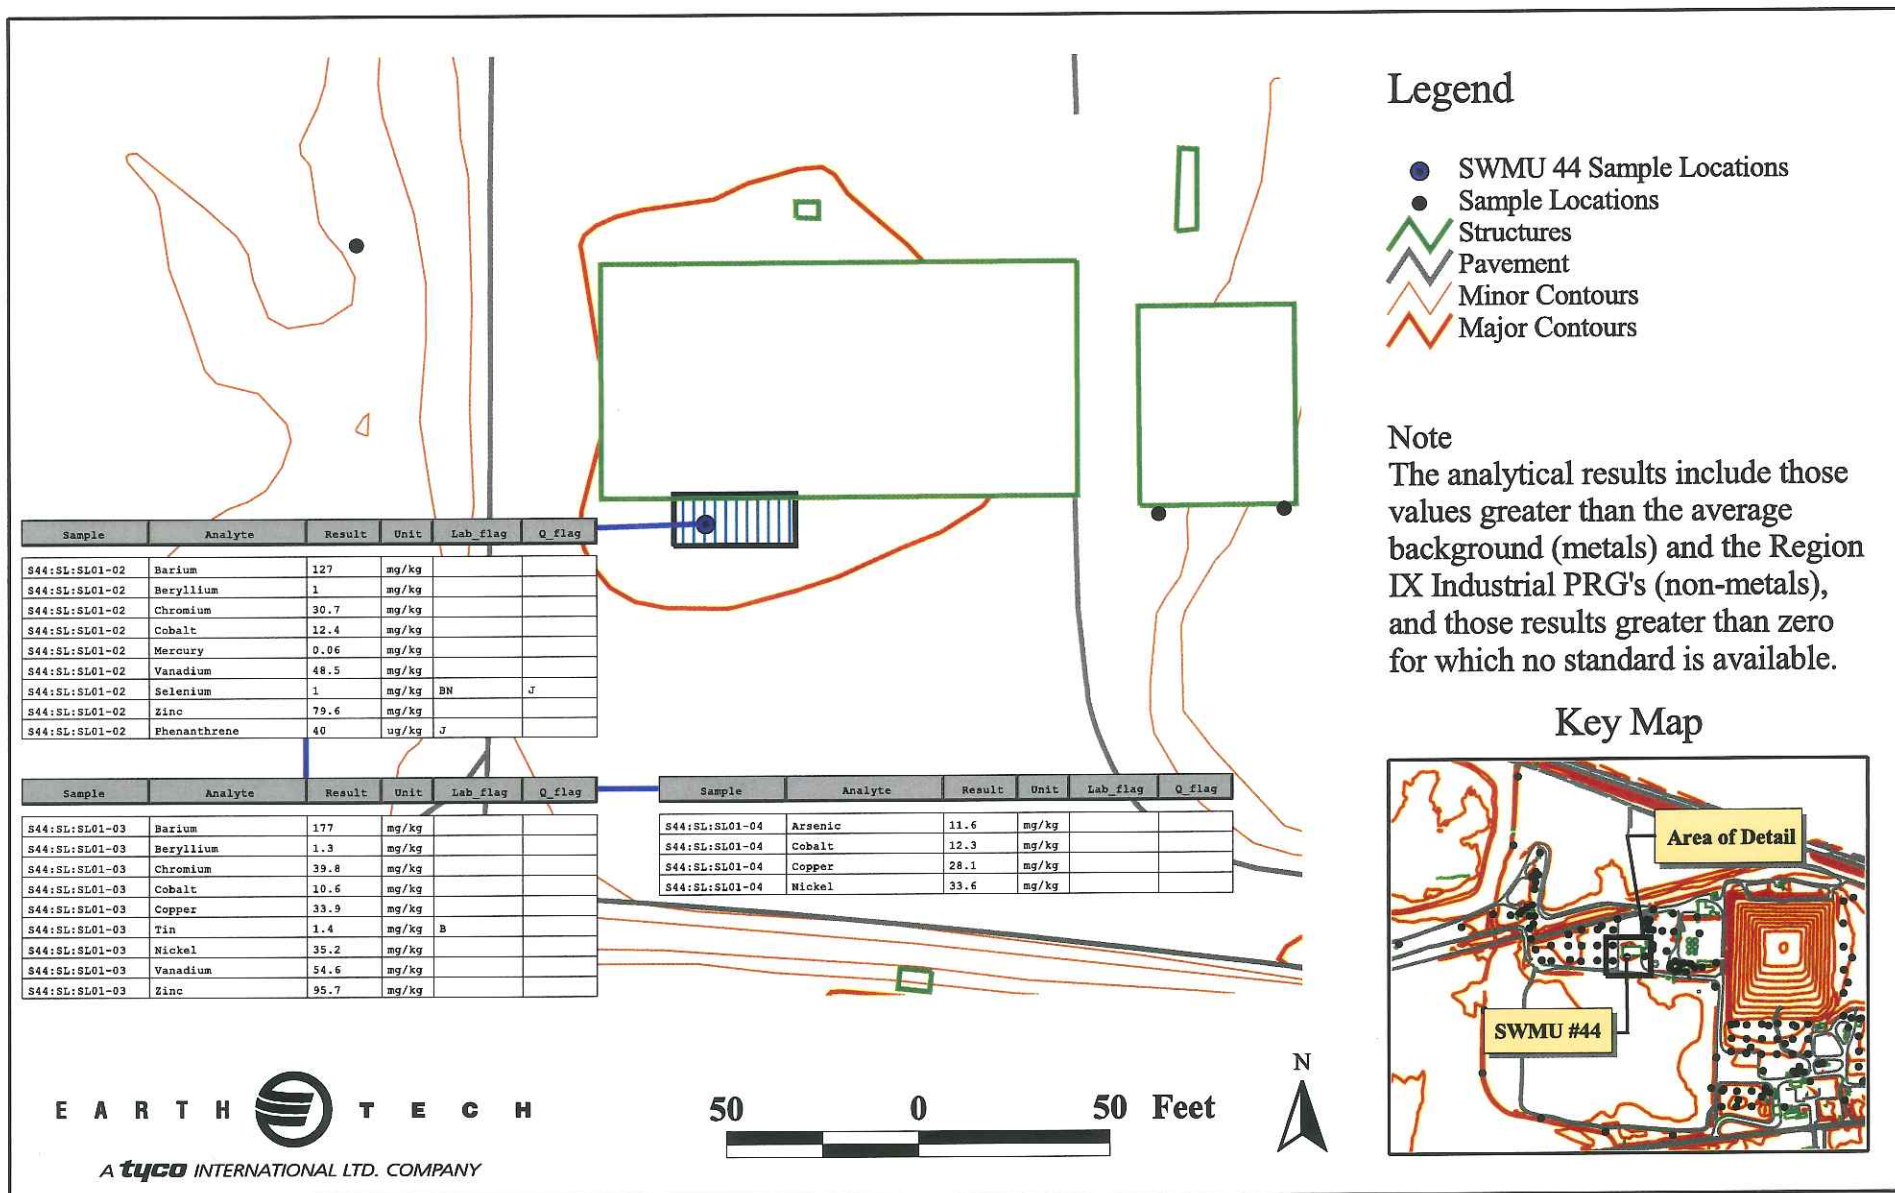 Legend
SWMU 44 Sample Locations
Sample Locations
Structures
Pavement
Minor Contours
Major Contours
Note
The analytical results include those
values greater than the average
background (metals) and the Region
IX Industrial PRG's (non-metals),
and those results greater than zero
for which no standard is available.
Sample Analyte Result Unit Lab_flag Q_flag
S44:SL:SL01-02 Barium 127 mg/kg
S44:SL:SL01-02 Beryllium 1 mg/kg
S44:SL:SL01-02 Chromium 30.7 mg/kg
S44:SL:SL01-02 Cobalt 12.4 mg/kg
S44:SL:SL01-02 Mercury 0.06 mg/kg
S44:SL:SL01-02 Vanadium 48.5 mg/kg
S44:SL:SL01-02 Selenium 1 mg/kg BN J
S44:SL:SL01-02 Zinc 79.6 mg/kg
S44:SL:SL01-02 Phenanthrene 40 ug/kg J
Sample Analyte Result Unit Lab_flag Q_flag
S44:SL:SL01-03 Barium 177 mg/kg
S44:SL:SL01-03 Beryllium 1.3 mg/kg
S44:SL:SL01-03 Chromium 39.8 mg/kg
S44:SL:SL01-03 Cobalt 10.6 mg/kg
S44:SL:SL01-03 Copper 33.9 mg/kg
S44:SL:SL01-03 Tin 1.4 mg/kg B
S44:SL:SL01-03 Nickel 35.2 mg/kg
S44:SL:SL01-03 Vanadium 54.6 mg/kg
S44:SL:SL01-03 Zinc 95.7 mg/kg
Sample Analyte Result Unit Lab_flag Q_flag
S44:SL:SL01-04 Arsenic 11.6 mg/kg
S44:SL:SL01-04 Cobalt 12.3 mg/kg
S44:SL:SL01-04 Copper 28.1 mg/kg
S44:SL:SL01-04 Nickel 33.6 mg/kg
Key Map
Area of Detail
SWMU #44
EARTH TECH
A tyco INTERNATIONAL LTD. COMPANY
50 0 50 Feet
N